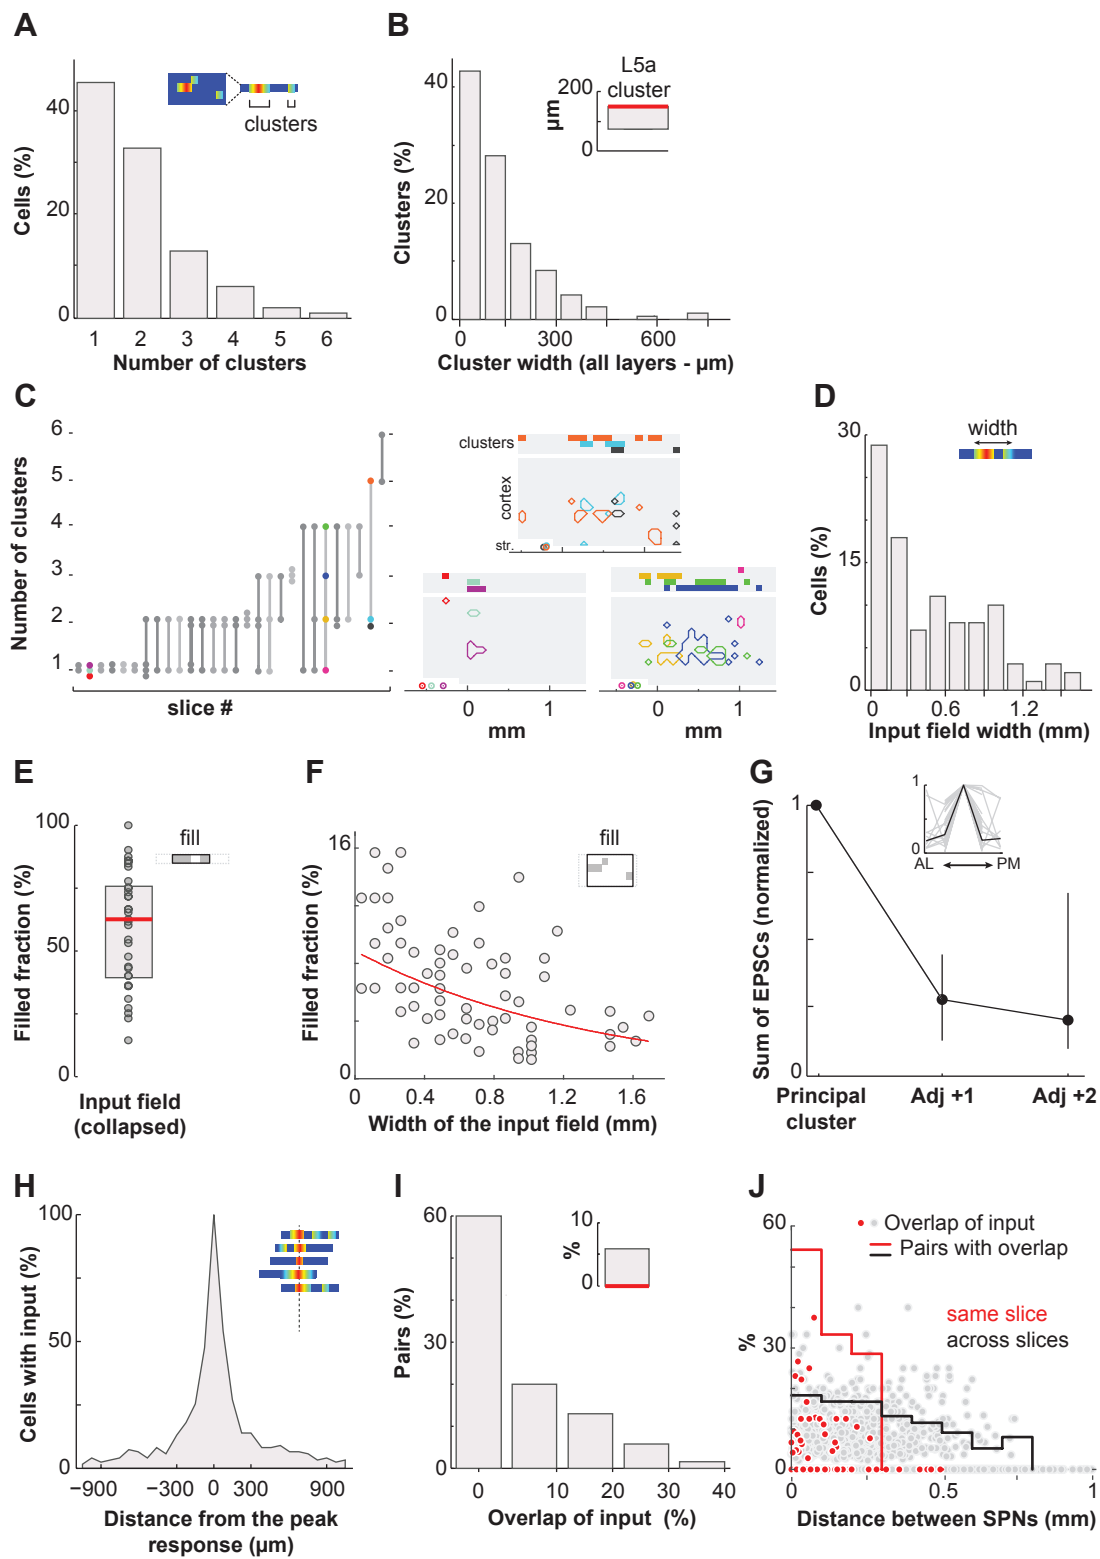 A
Cells (%)
40
20
0
1 2 3 4 5 6
Number of clusters
clusters
B
Clusters (%)
40
20
0
0 300 600
Cluster width (all layers - µm)
L5a
cluster
µm
200
0
C
Number of clusters
6
5
4
3
2
1
slice #
clusters
cortex
str.
0 1
mm
0 1
mm
D
Cells (%)
30
15
0
0 0.6 1.2
Input field width (mm)
width
E
Filled fraction (%)
100
50
0
Input field
(collapsed)
fill
F
Filled fraction (%)
16
8
0
0 0.4 0.8 1.2 1.6
Width of the input field (mm)
fill
G
Sum of EPSCs (normalized)
1
0
Principal
cluster
Adj +1
Adj +2
1
0
AL PM
H
Cells with input (%)
100
50
0
−900 −300 0 300 900
Distance from the peak
response (µm)
I
Pairs (%)
60
30
0
0 10 20 30 40
Overlap of input (%)
%
10
0
J
%
60
30
0
0 0.5 1
Distance between SPNs (mm)
Overlap of input
Pairs with overlap
same slice
across slices